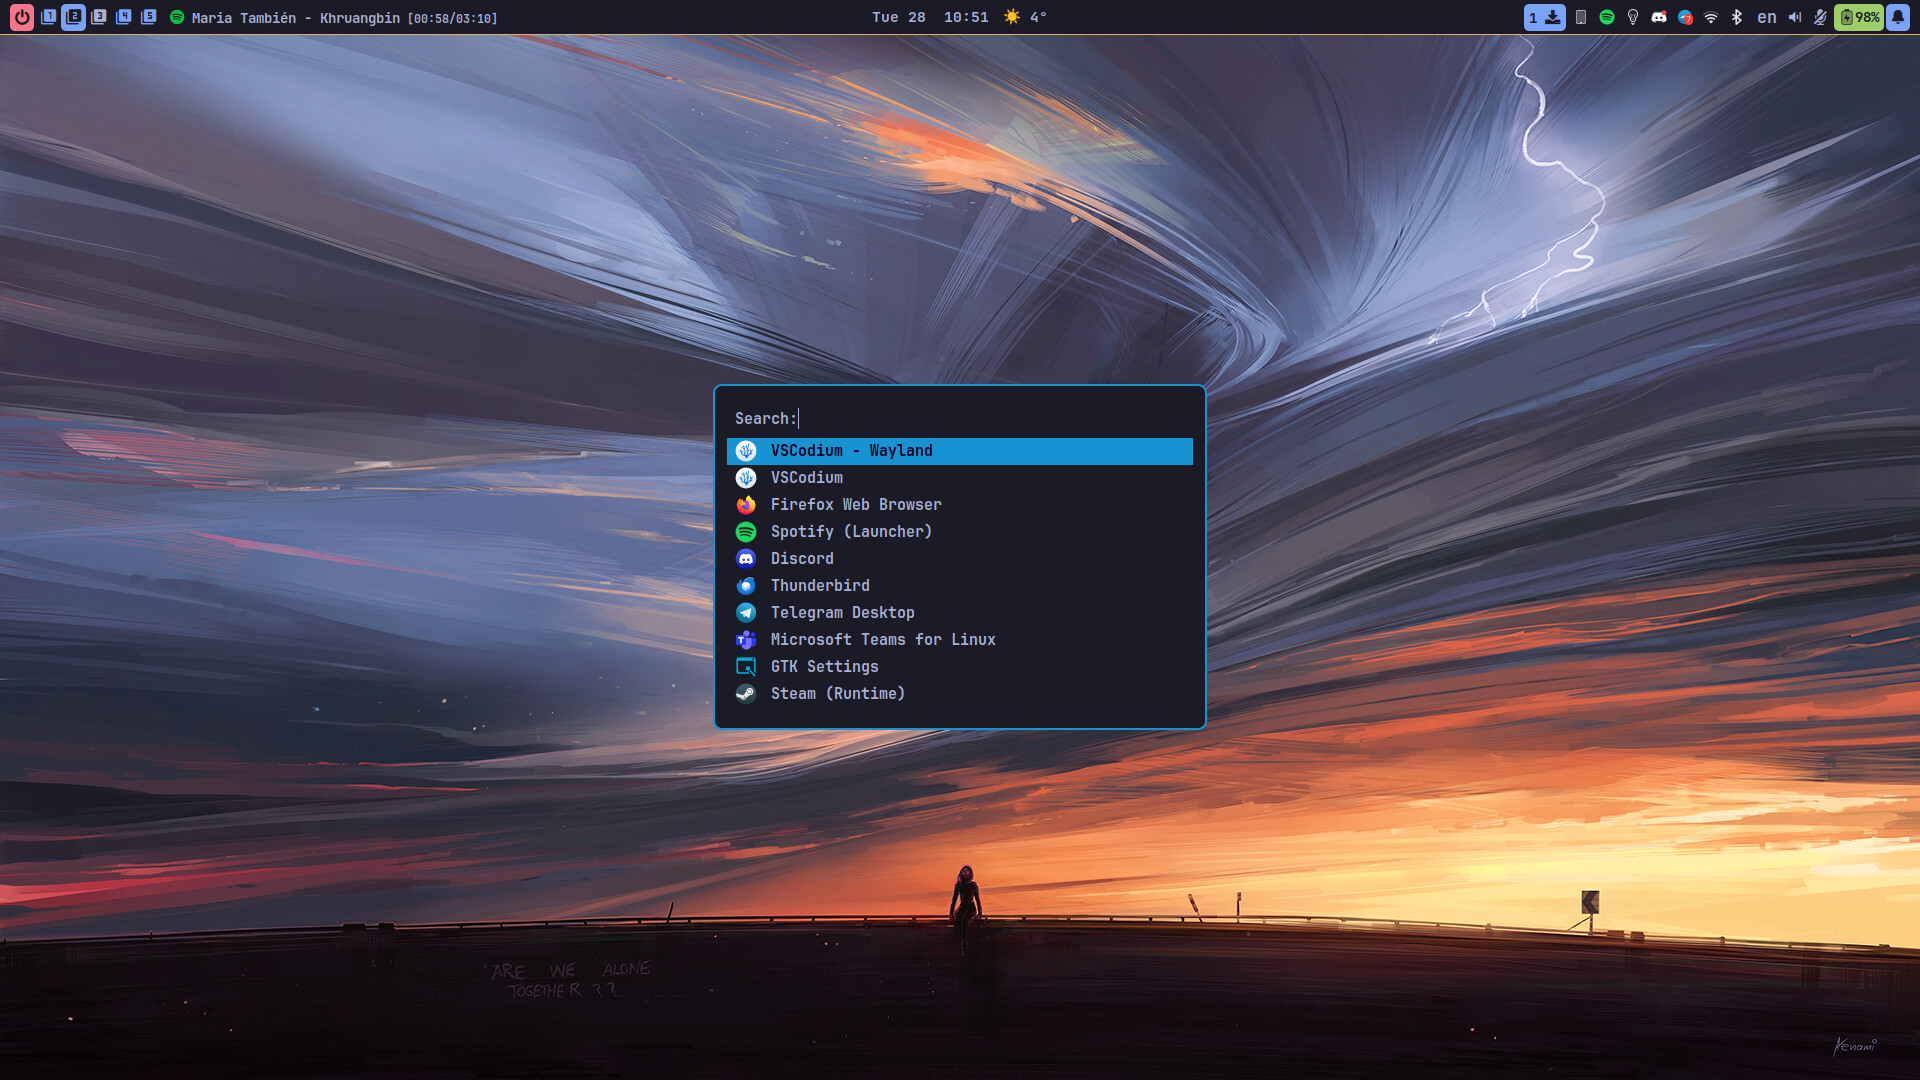 1 2 3 4 5 Maria También - Khruangbin [00:58/03:10] Tue 28 10:51 4° 1 7 en 98%
Search:
VSCodium - Wayland
VSCodium
Firefox Web Browser
Spotify (Launcher)
Discord
Thunderbird
Telegram Desktop
Microsoft Teams for Linux
GTK Settings
Steam (Runtime)
ARE WE ALONE
TOGETHER ??
Kenami